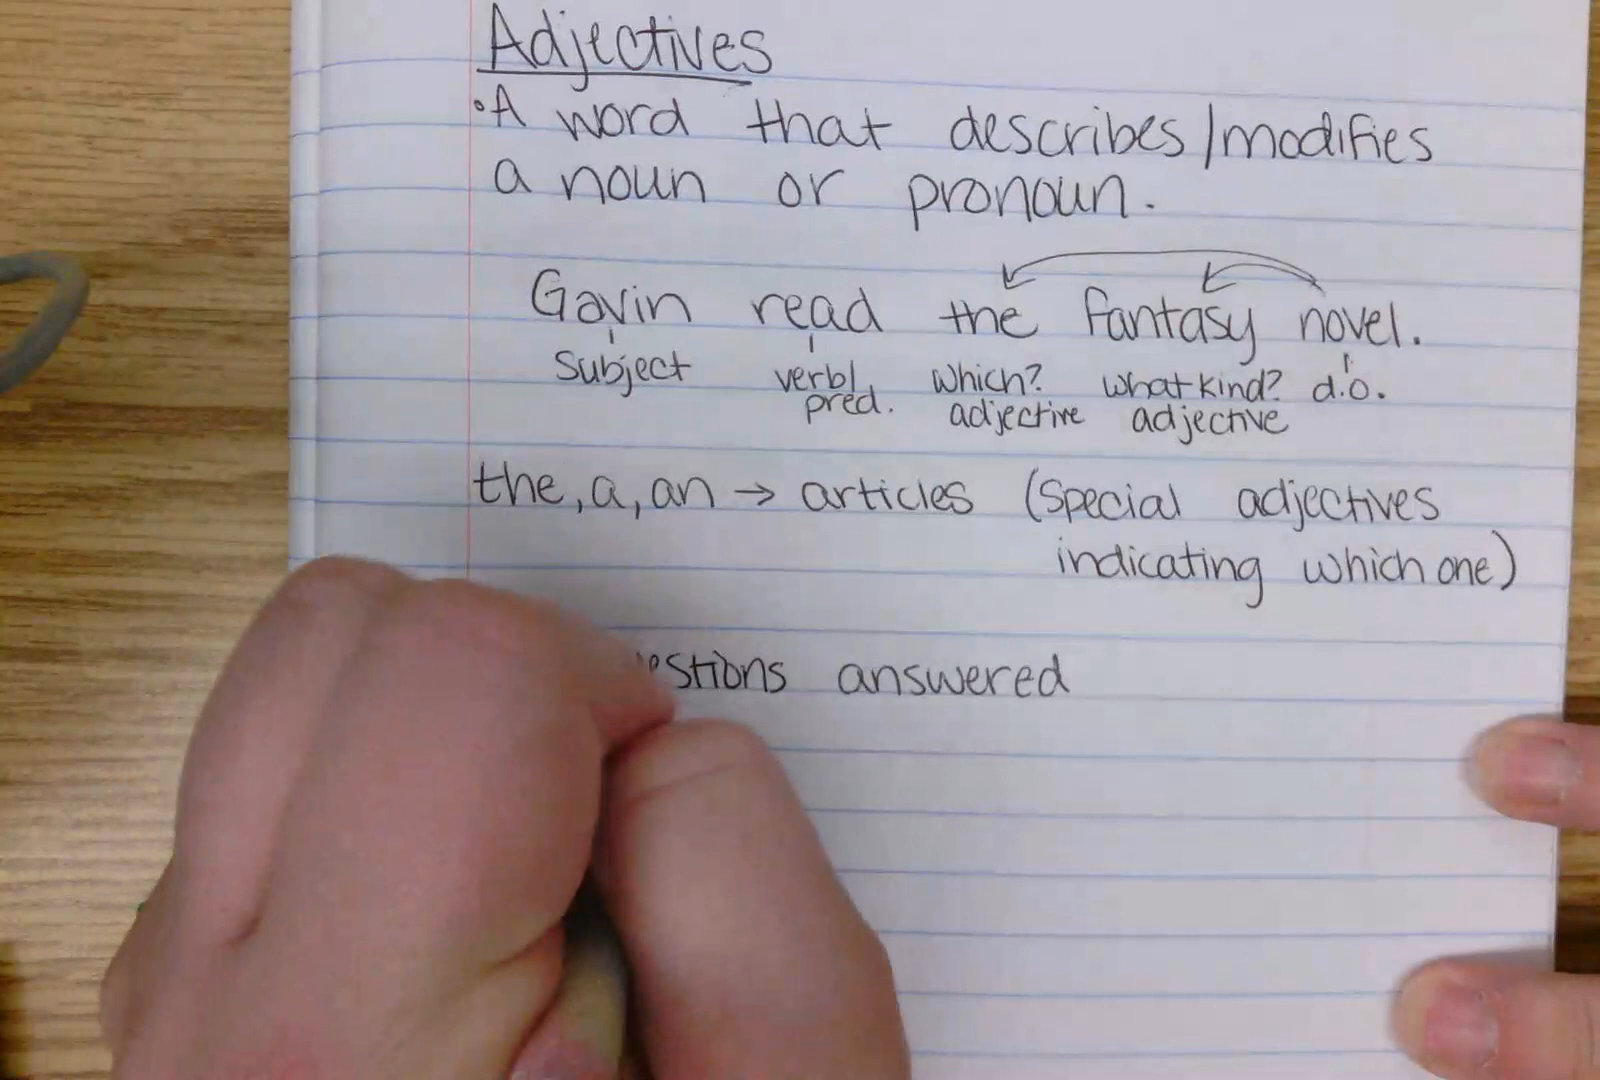 Adjectives
•A word that describes/modifies
a noun or pronoun.
Gavin read the fantasy novel.
subject verb/ which? what kind? d.o.
pred. adjective adjective
the, a, an → articles (special adjectives
indicating which one)
answered